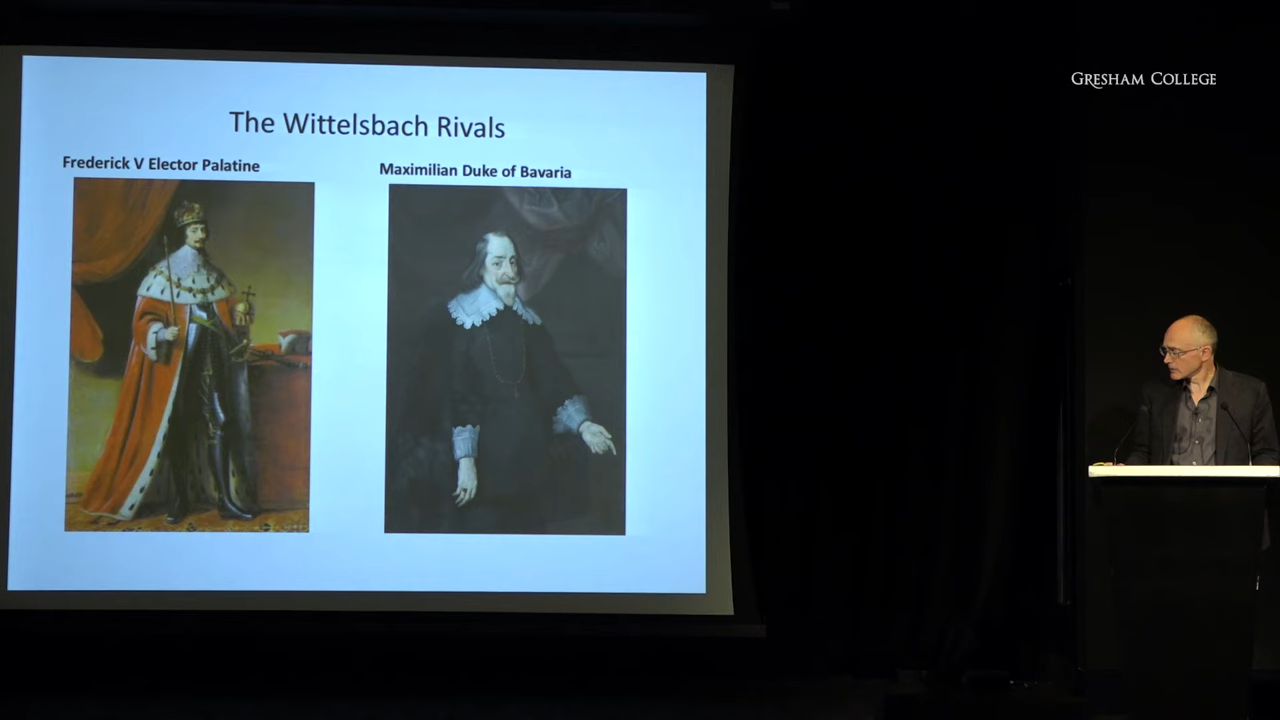 GRESHAM COLLEGE
The Wittelsbach Rivals
Frederick V Elector Palatine
Maximilian Duke of Bavaria